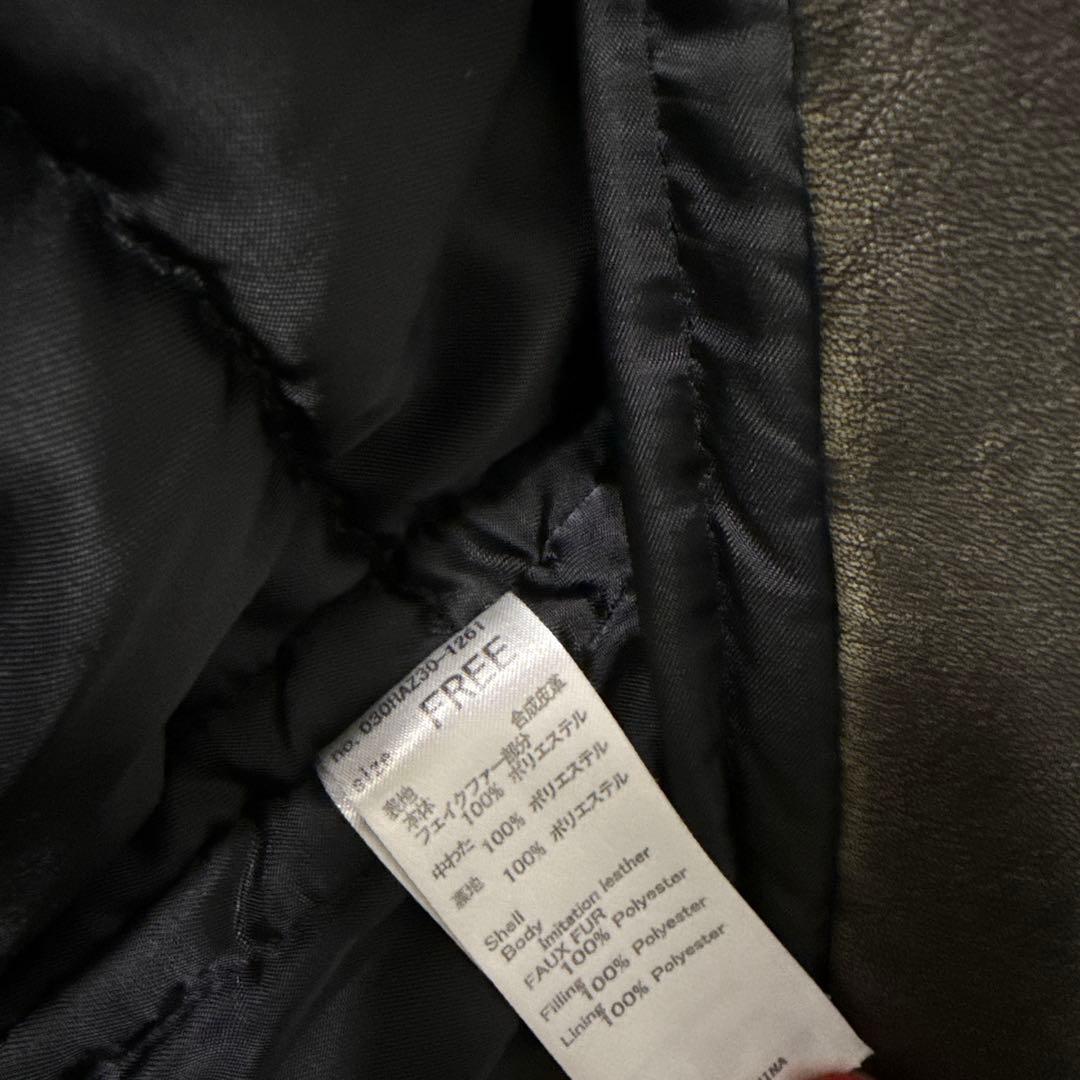 no. 030HAZ30-1261
size FREE
表地
本体 合成皮革
フェイクファー部分
100% ポリエステル
中わた 100% ポリエステル
裏地 100% ポリエステル
Shell
Body Imitation leather
FAUX FUR
100% Polyester
Filling 100% Polyester
Lining 100% Polyester